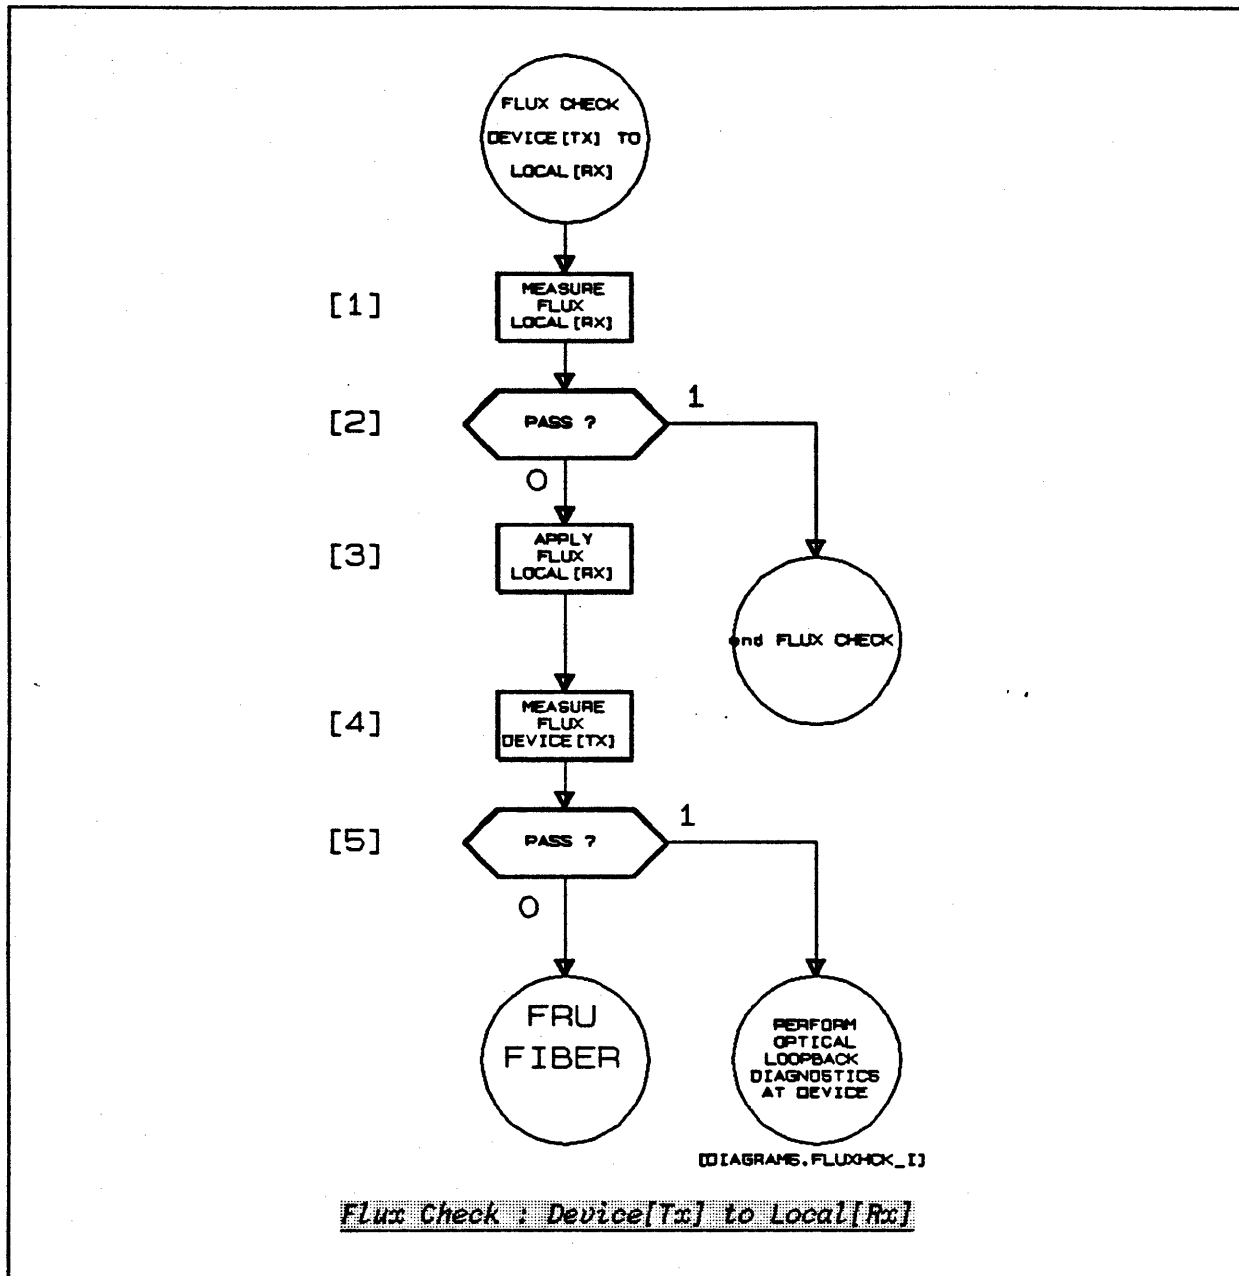 FLUX CHECK
DEVICE[TX] TO
LOCAL[RX]
[1]
MEASURE
FLUX
LOCAL[RX]
[2]
PASS ?
1
0
[3]
APPLY
FLUX
LOCAL[RX]
end FLUX CHECK
[4]
MEASURE
FLUX
DEVICE[TX]
[5]
PASS ?
1
0
FRU
FIBER
PERFORM
OPTICAL
LOOPBACK
DIAGNOSTICS
AT DEVICE
[DIAGRAMS.FLUXHCK_I]
Flux Check : Device[Tx] to Local[Rx]